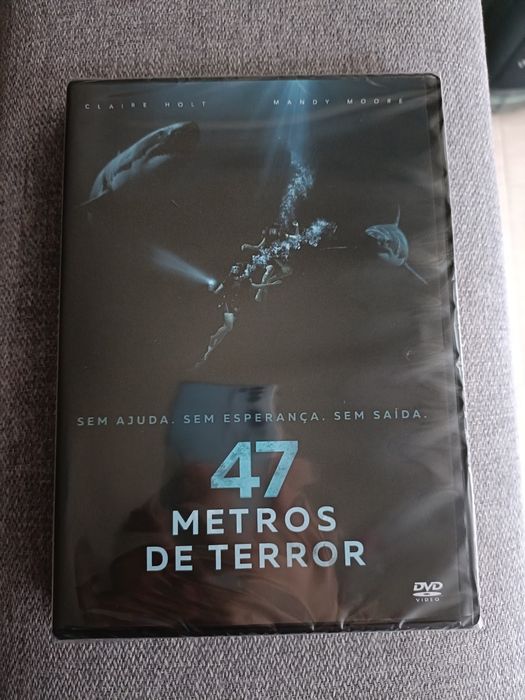 CLAIRE HOLT MANDY MOORE
SEM AJUDA. SEM ESPERANÇA. SEM SAÍDA.
47
METROS
DE TERROR
DVD
VIDEO